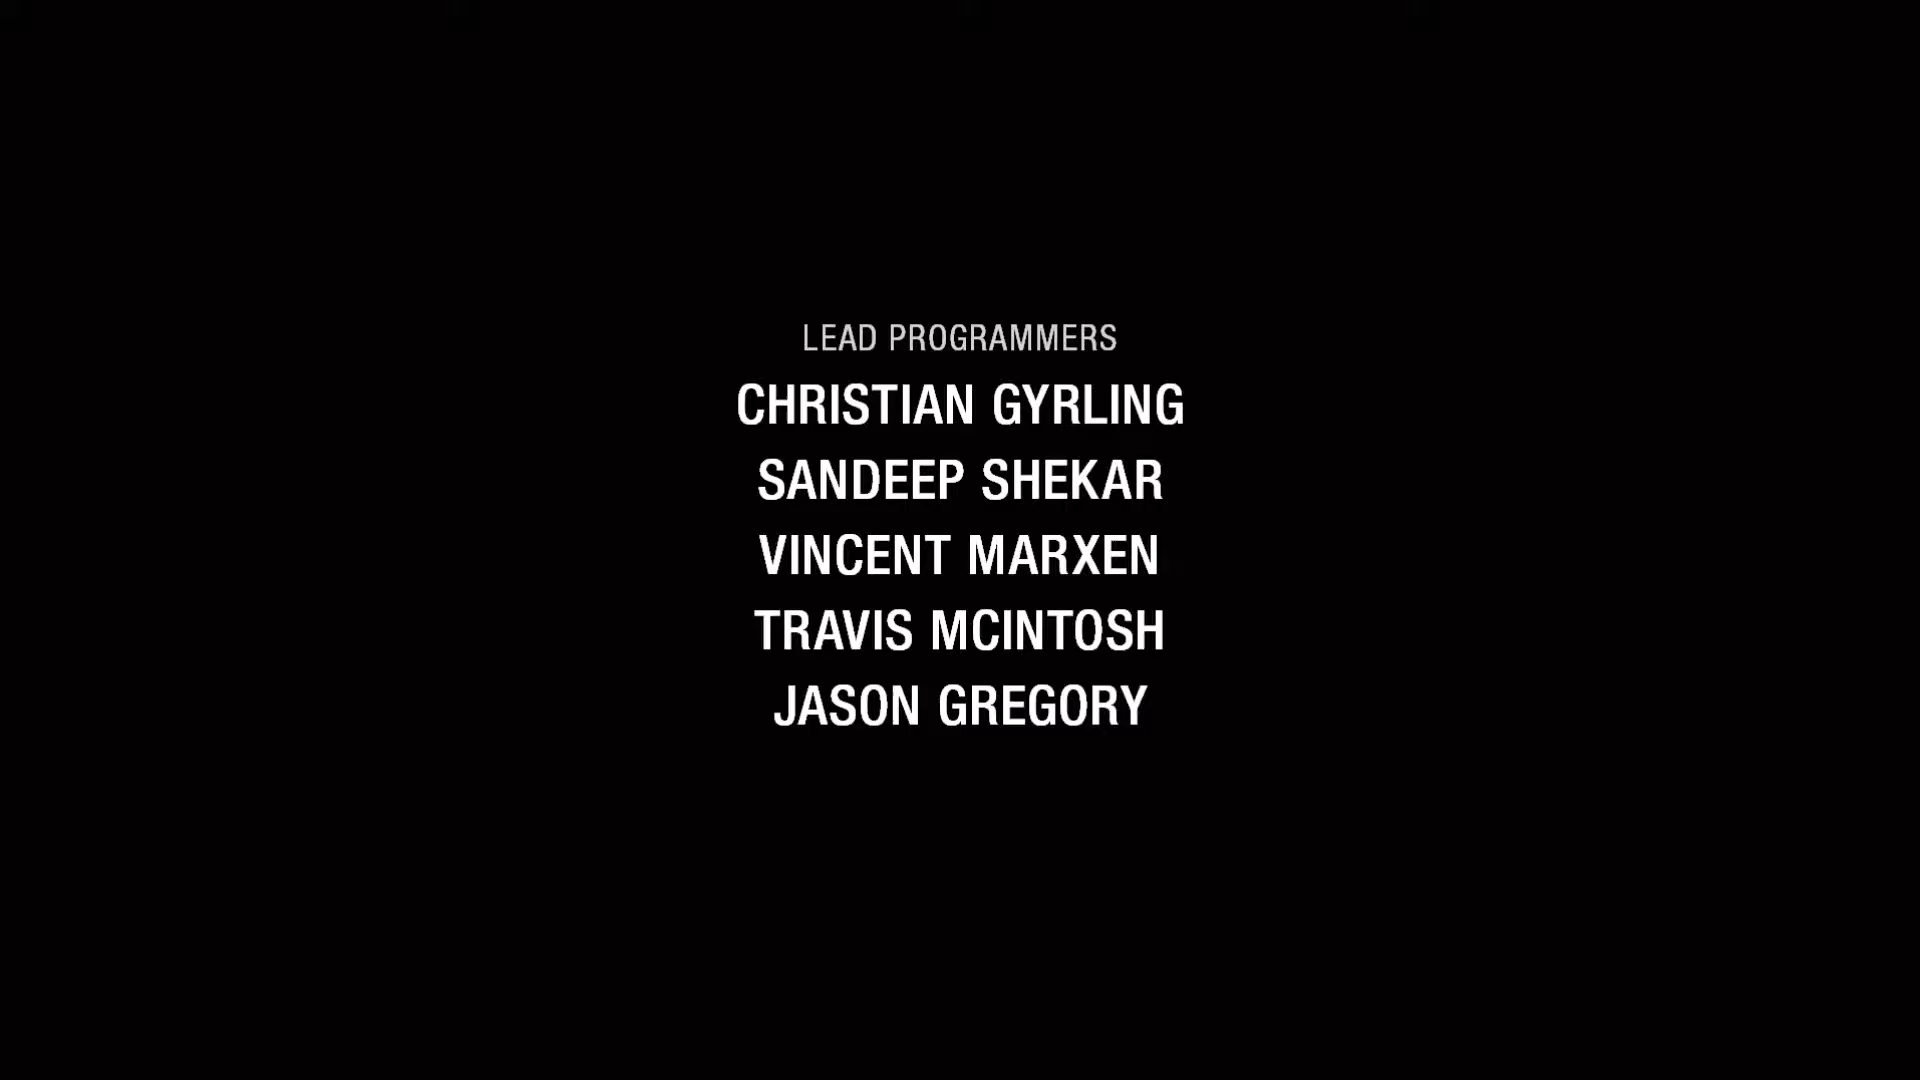 LEAD PROGRAMMERS
CHRISTIAN GYRLING
SANDEEP SHEKAR
VINCENT MARXEN
TRAVIS MCINTOSH
JASON GREGORY